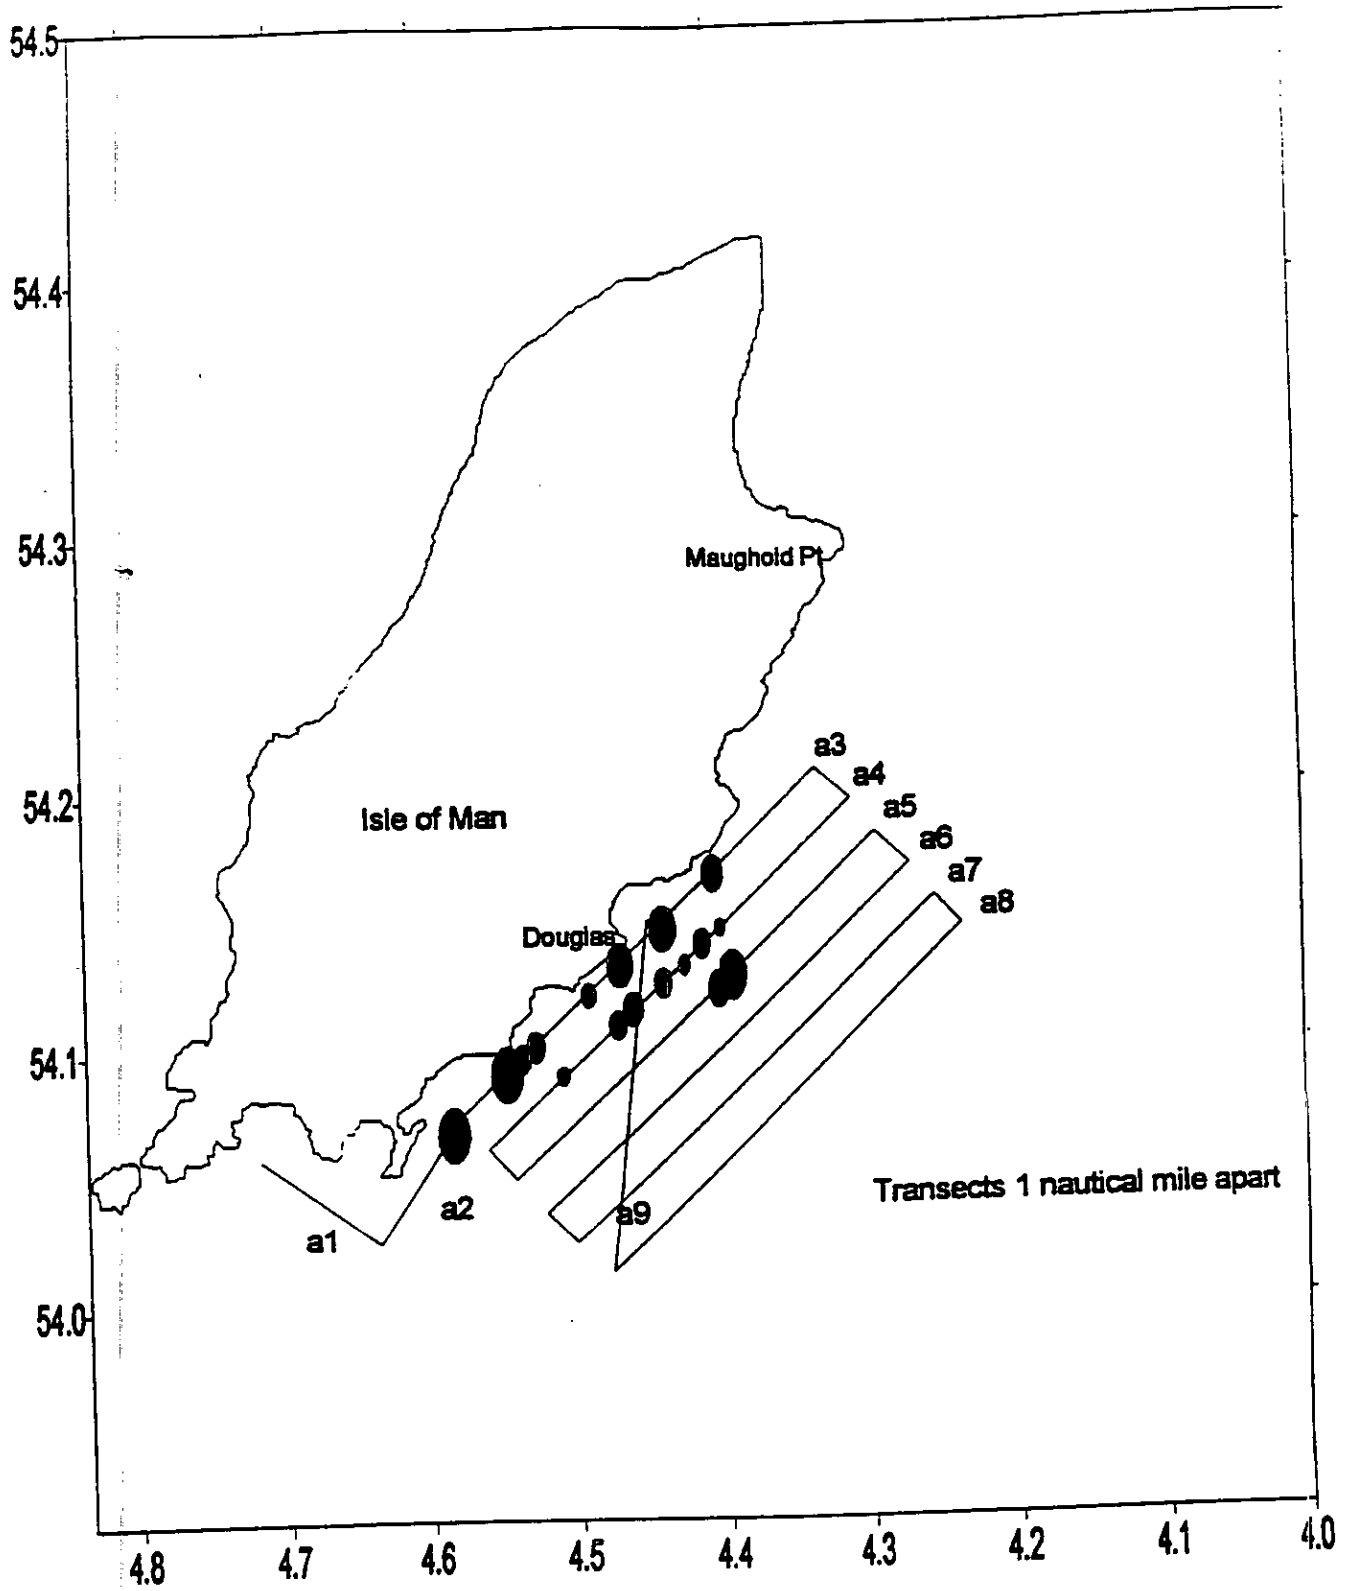 54.5
54.4
54.3
Maughold Pt
a3
a4
54.2
a5
Isle of Man
a6
a7
a8
Douglas
54.1
Transects 1 nautical mile apart
a2
a9
a1
54.0
4.8 4.7 4.6 4.5 4.4 4.3 4.2 4.1 4.0